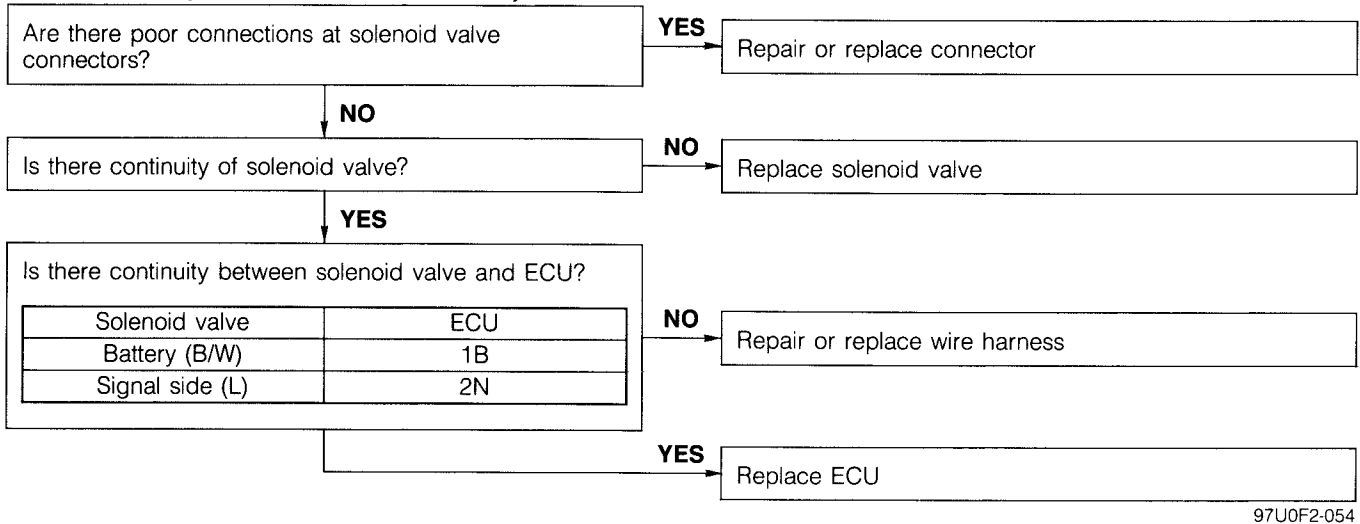 Are there poor connections at solenoid valve
connectors?
YES
Repair or replace connector
NO
Is there continuity of solenoid valve?
NO
Replace solenoid valve
YES
Is there continuity between solenoid valve and ECU?
Solenoid valve ECU
Battery (B/W) 1B
Signal side (L) 2N
NO
Repair or replace wire harness
YES
Replace ECU
97U0F2-054